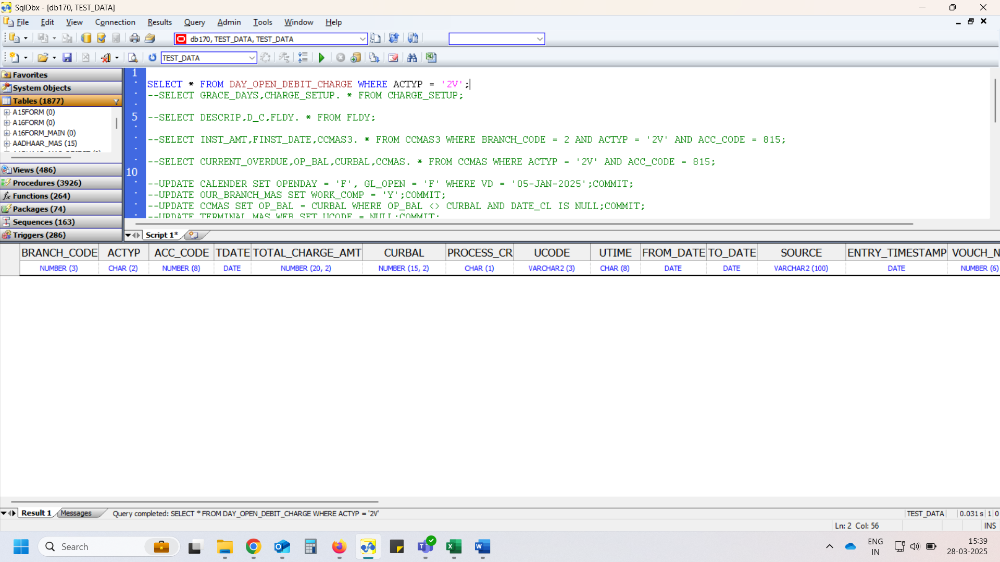 SqlDbx - [db170, TEST_DATA]
File Edit View Connection Results Query Admin Tools Window Help
db170, TEST_DATA, TEST_DATA
TEST_DATA
Favorites
System Objects
Tables (1877)
A15FORM (0)
A16FORM (0)
A16FORM_MAIN (0)
AADHAAR_MAS (15)
Views (486)
Procedures (3926)
Functions (264)
Packages (74)
Sequences (163)
Triggers (286)
1
SELECT * FROM DAY_OPEN_DEBIT_CHARGE WHERE ACTYP = '2V';
--SELECT GRACE_DAYS,CHARGE_SETUP. * FROM CHARGE_SETUP;
5 --SELECT DESCRIP,D_C,FLDY. * FROM FLDY;
--SELECT INST_AMT,FINST_DATE,CCMAS3. * FROM CCMAS3 WHERE BRANCH_CODE = 2 AND ACTYP = '2V' AND ACC_CODE = 815;
--SELECT CURRENT_OVERDUE,OP_BAL,CURBAL,CCMAS. * FROM CCMAS WHERE ACTYP = '2V' AND ACC_CODE = 815;
10
--UPDATE CALENDER SET OPENDAY = 'F', GL_OPEN = 'F' WHERE VD = '05-JAN-2025';COMMIT;
--UPDATE OUR_BRANCH_MAS SET WORK_COMP = 'Y';COMMIT;
--UPDATE CCMAS SET OP_BAL = CURBAL WHERE OP_BAL <> CURBAL AND DATE_CL IS NULL;COMMIT;
--UPDATE TERMINAL_MAS_WEB SET UCODE = NULL;COMMIT;
Script 1*
BRANCH_CODE ACTYP ACC_CODE TDATE TOTAL_CHARGE_AMT CURBAL PROCESS_CR UCODE UTIME FROM_DATE TO_DATE SOURCE ENTRY_TIMESTAMP VOUCH_N
NUMBER (3) CHAR (2) NUMBER (8) DATE NUMBER (20, 2) NUMBER (15, 2) CHAR (1) VARCHAR2 (3) CHAR (8) DATE DATE VARCHAR2 (100) DATE NUMBER (6)
Result 1 Messages Query completed: SELECT * FROM DAY_OPEN_DEBIT_CHARGE WHERE ACTYP = '2V' TEST_DATA 0.031 s 1 0
Ln: 2 Col: 56 INS
Search
ENG
IN
15:39
28-03-2025